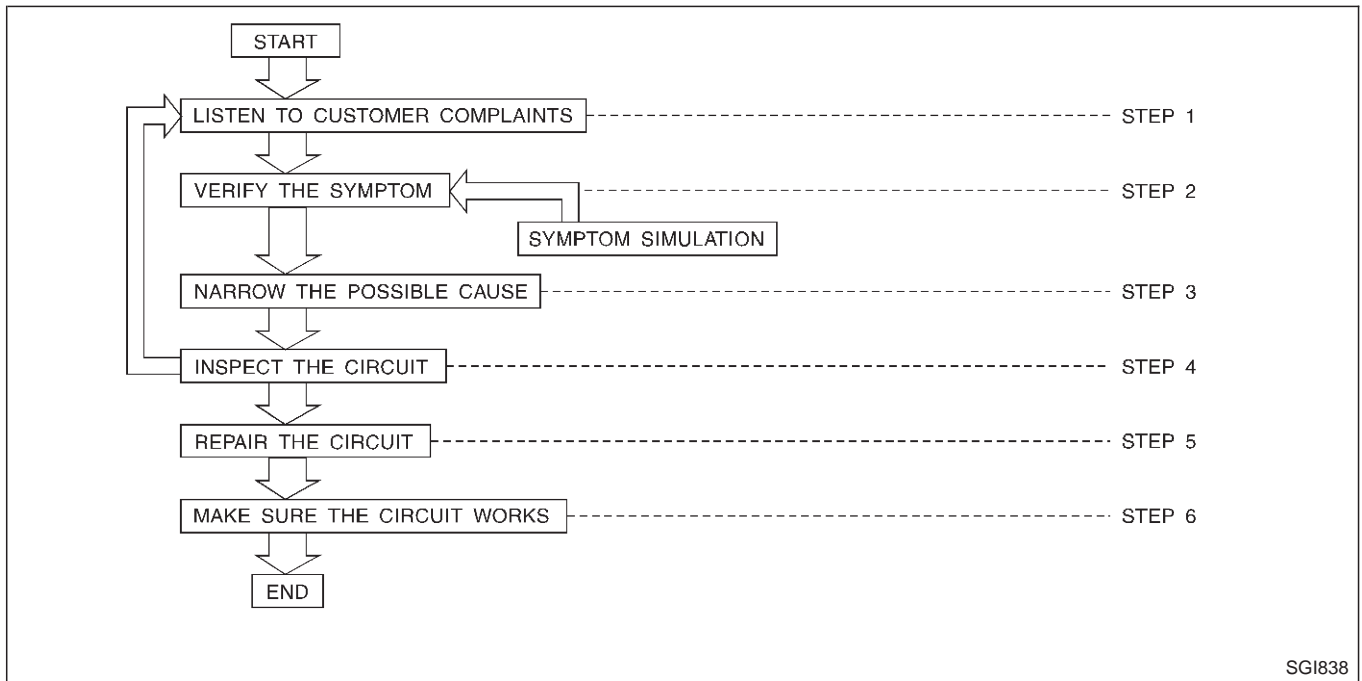 START
LISTEN TO CUSTOMER COMPLAINTS STEP 1
VERIFY THE SYMPTOM STEP 2
SYMPTOM SIMULATION
NARROW THE POSSIBLE CAUSE STEP 3
INSPECT THE CIRCUIT STEP 4
REPAIR THE CIRCUIT STEP 5
MAKE SURE THE CIRCUIT WORKS STEP 6
END
SGI838